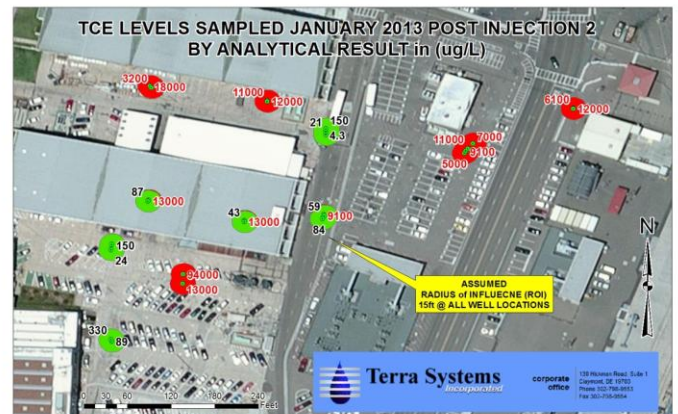 TCE LEVELS SAMPLED JANUARY 2013 POST INJECTION 2
BY ANALYTICAL RESULT in (ug/L)
3200
18000
11000
12000
21 150
4.3
6100
12000
11000 7000
5000 9100
87
13000
43
13000
59
9100
84
150
24
94000
13000
330
89
N
ASSUMED
RADIUS of INFLUECNE (ROI)
15ft @ ALL WELL LOCATIONS
0 30 60 120 180 240
Feet
Terra Systems
Incorporated
corporate
office